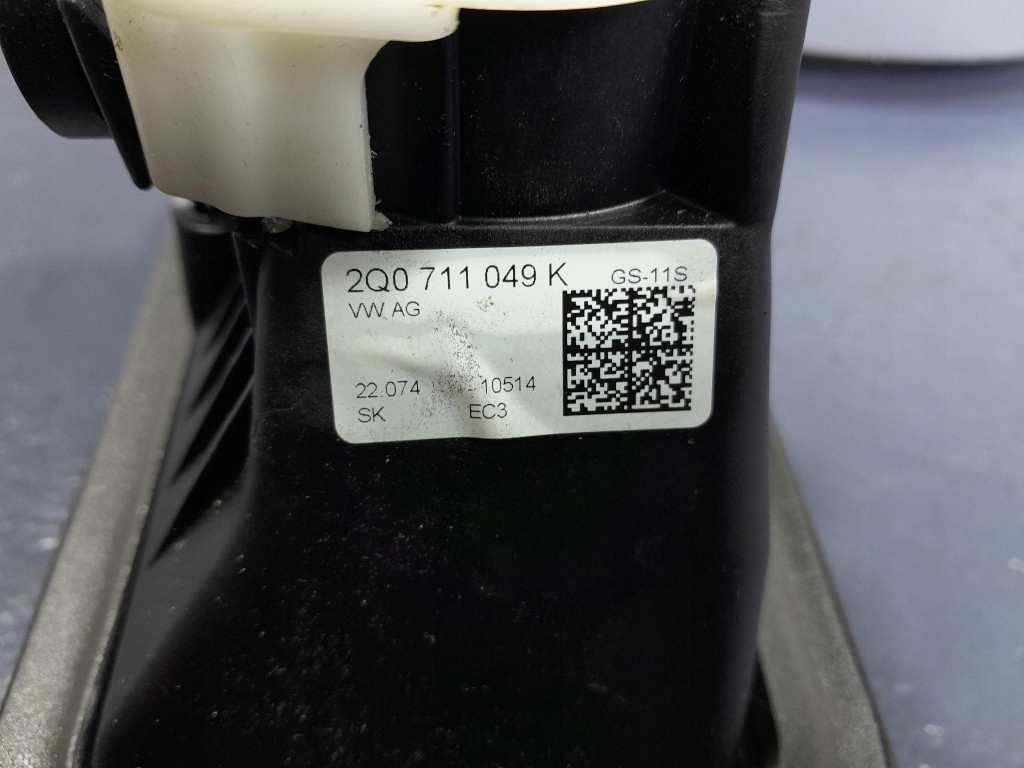 2Q0 711 049 K GS-11S
VW AG
22.074 - 10514
SK EC3